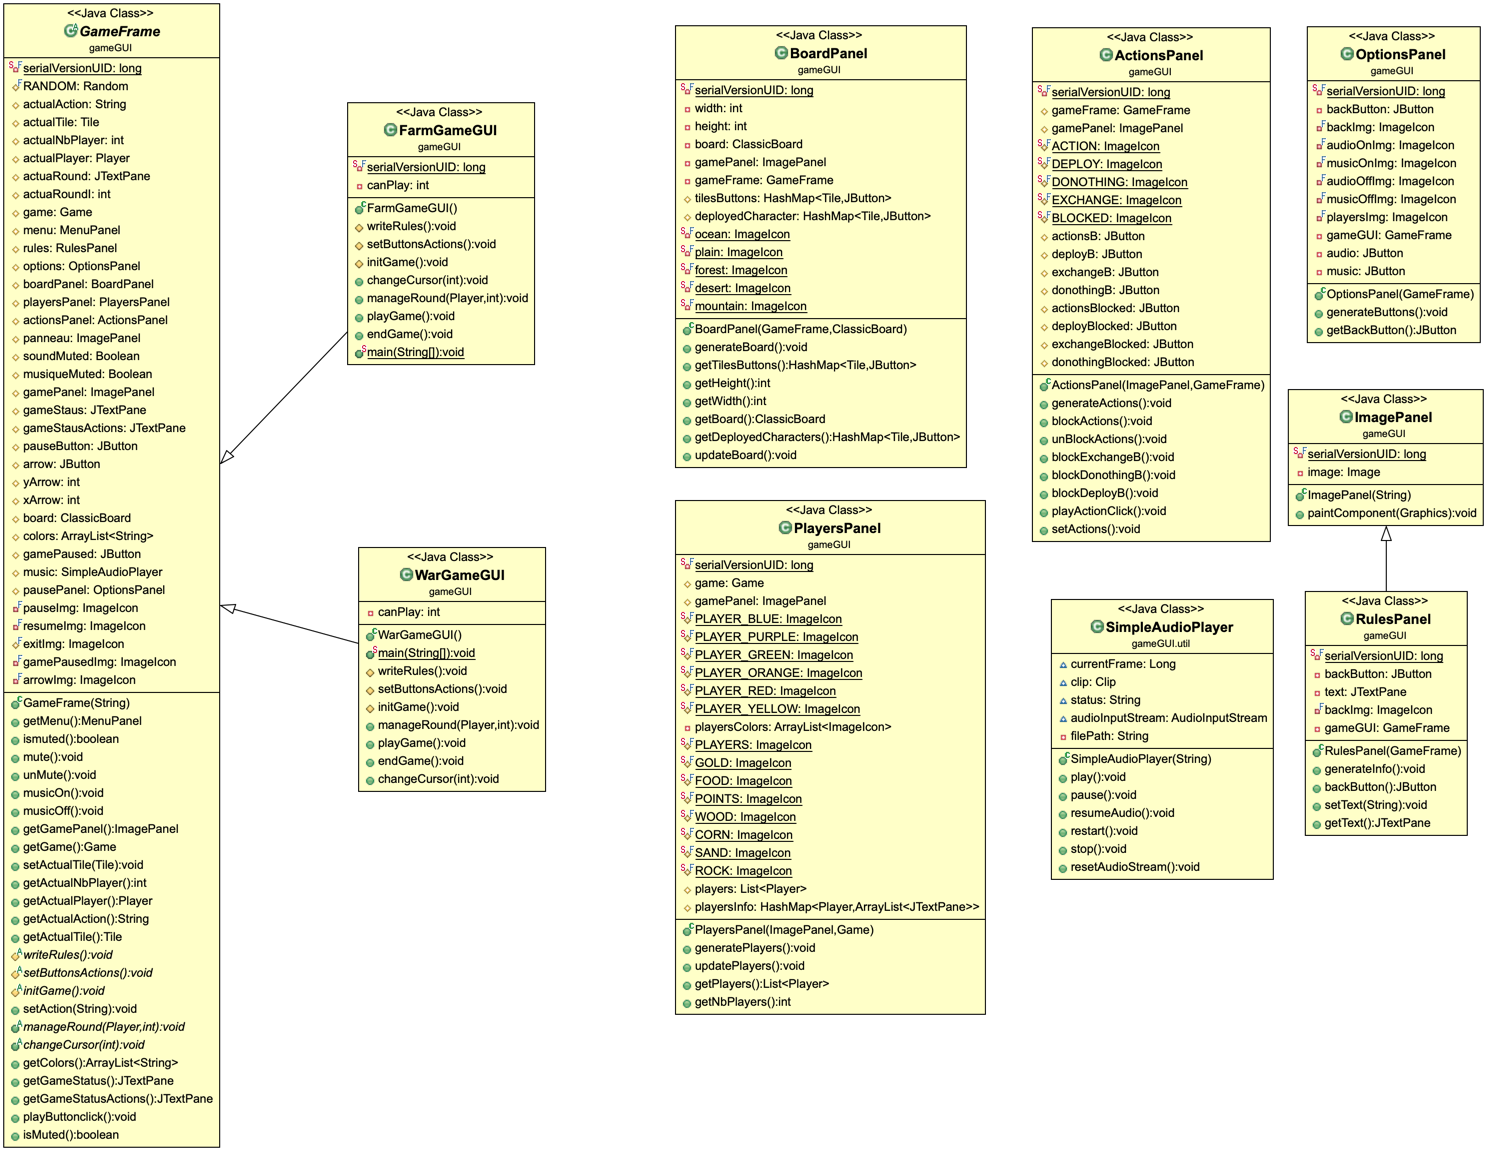 <<Java Class>>
GameFrame
gameGUI
serialVersionUID: long
RANDOM: Random
actualAction: String
actualTile: Tile
actualNbPlayer: int
actualPlayer: Player
actuaRound: JTextPane
actuaRoundI: int
game: Game
menu: MenuPanel
rules: RulesPanel
options: OptionsPanel
boardPanel: BoardPanel
playersPanel: PlayersPanel
actionsPanel: ActionsPanel
panneau: ImagePanel
soundMuted: Boolean
musiqueMuted: Boolean
gamePanel: ImagePanel
gameStaus: JTextPane
gameStausActions: JTextPane
pauseButton: JButton
arrow: JButton
yArrow: int
xArrow: int
board: ClassicBoard
colors: ArrayList<String>
gamePaused: JButton
music: SimpleAudioPlayer
pausePanel: OptionsPanel
pauseImg: ImageIcon
resumeImg: ImageIcon
exitImg: ImageIcon
gamePausedImg: ImageIcon
arrowImg: ImageIcon
GameFrame(String)
getMenu():MenuPanel
ismuted():boolean
mute():void
unMute():void
musicOn():void
musicOff():void
getGamePanel():ImagePanel
getGame():Game
setActualTile(Tile):void
getActualNbPlayer():int
getActualPlayer():Player
getActualAction():String
getActualTile():Tile
writeRules():void
setButtonsActions():void
initGame():void
setAction(String):void
manageRound(Player,int):void
changeCursor(int):void
getColors():ArrayList<String>
getGameStatus():JTextPane
getGameStatusActions():JTextPane
playButtonclick():void
isMuted():boolean
<<Java Class>>
FarmGameGUI
gameGUI
serialVersionUID: long
canPlay: int
FarmGameGUI()
writeRules():void
setButtonsActions():void
initGame():void
changeCursor(int):void
manageRound(Player,int):void
playGame():void
endGame():void
main(String[]):void
<<Java Class>>
WarGameGUI
gameGUI
canPlay: int
WarGameGUI()
main(String[]):void
writeRules():void
setButtonsActions():void
initGame():void
manageRound(Player,int):void
playGame():void
endGame():void
changeCursor(int):void
<<Java Class>>
BoardPanel
gameGUI
serialVersionUID: long
width: int
height: int
board: ClassicBoard
gamePanel: ImagePanel
gameFrame: GameFrame
tilesButtons: HashMap<Tile,JButton>
deployedCharacter: HashMap<Tile,JButton>
ocean: ImageIcon
plain: ImageIcon
forest: ImageIcon
desert: ImageIcon
mountain: ImageIcon
BoardPanel(GameFrame,ClassicBoard)
generateBoard():void
getTilesButtons():HashMap<Tile,JButton>
getHeight():int
getWidth():int
getBoard():ClassicBoard
getDeployedCharacters():HashMap<Tile,JButton>
updateBoard():void
<<Java Class>>
PlayersPanel
gameGUI
serialVersionUID: long
game: Game
gamePanel: ImagePanel
PLAYER_BLUE: ImageIcon
PLAYER_PURPLE: ImageIcon
PLAYER_GREEN: ImageIcon
PLAYER_ORANGE: ImageIcon
PLAYER_RED: ImageIcon
PLAYER_YELLOW: ImageIcon
playersColors: ArrayList<ImageIcon>
PLAYERS: ImageIcon
GOLD: ImageIcon
FOOD: ImageIcon
POINTS: ImageIcon
WOOD: ImageIcon
CORN: ImageIcon
SAND: ImageIcon
ROCK: ImageIcon
players: List<Player>
playersInfo: HashMap<Player,ArrayList<JTextPane>>
PlayersPanel(ImagePanel,Game)
generatePlayers():void
updatePlayers():void
getPlayers():List<Player>
getNbPlayers():int
<<Java Class>>
ActionsPanel
gameGUI
serialVersionUID: long
gameFrame: GameFrame
gamePanel: ImagePanel
ACTION: ImageIcon
DEPLOY: ImageIcon
DONOTHING: ImageIcon
EXCHANGE: ImageIcon
BLOCKED: ImageIcon
actionsB: JButton
deployB: JButton
exchangeB: JButton
donothingB: JButton
actionsBlocked: JButton
deployBlocked: JButton
exchangeBlocked: JButton
donothingBlocked: JButton
ActionsPanel(ImagePanel,GameFrame)
generateActions():void
blockActions():void
unBlockActions():void
blockExchangeB():void
blockDonothingB():void
blockDeployB():void
playActionClick():void
setActions():void
<<Java Class>>
SimpleAudioPlayer
gameGUI.util
currentFrame: Long
clip: Clip
status: String
audioInputStream: AudioInputStream
filePath: String
SimpleAudioPlayer(String)
play():void
pause():void
resumeAudio():void
restart():void
stop():void
resetAudioStream():void
<<Java Class>>
OptionsPanel
gameGUI
serialVersionUID: long
backButton: JButton
backImg: ImageIcon
audioOnImg: ImageIcon
musicOnImg: ImageIcon
audioOffImg: ImageIcon
musicOffImg: ImageIcon
playersImg: ImageIcon
gameGUI: GameFrame
audio: JButton
music: JButton
OptionsPanel(GameFrame)
generateButtons():void
getBackButton():JButton
<<Java Class>>
ImagePanel
gameGUI
serialVersionUID: long
image: Image
ImagePanel(String)
paintComponent(Graphics):void
<<Java Class>>
RulesPanel
gameGUI
serialVersionUID: long
backButton: JButton
text: JTextPane
backImg: ImageIcon
gameGUI: GameFrame
RulesPanel(GameFrame)
generateInfo():void
backButton():JButton
setText(String):void
getText():JTextPane